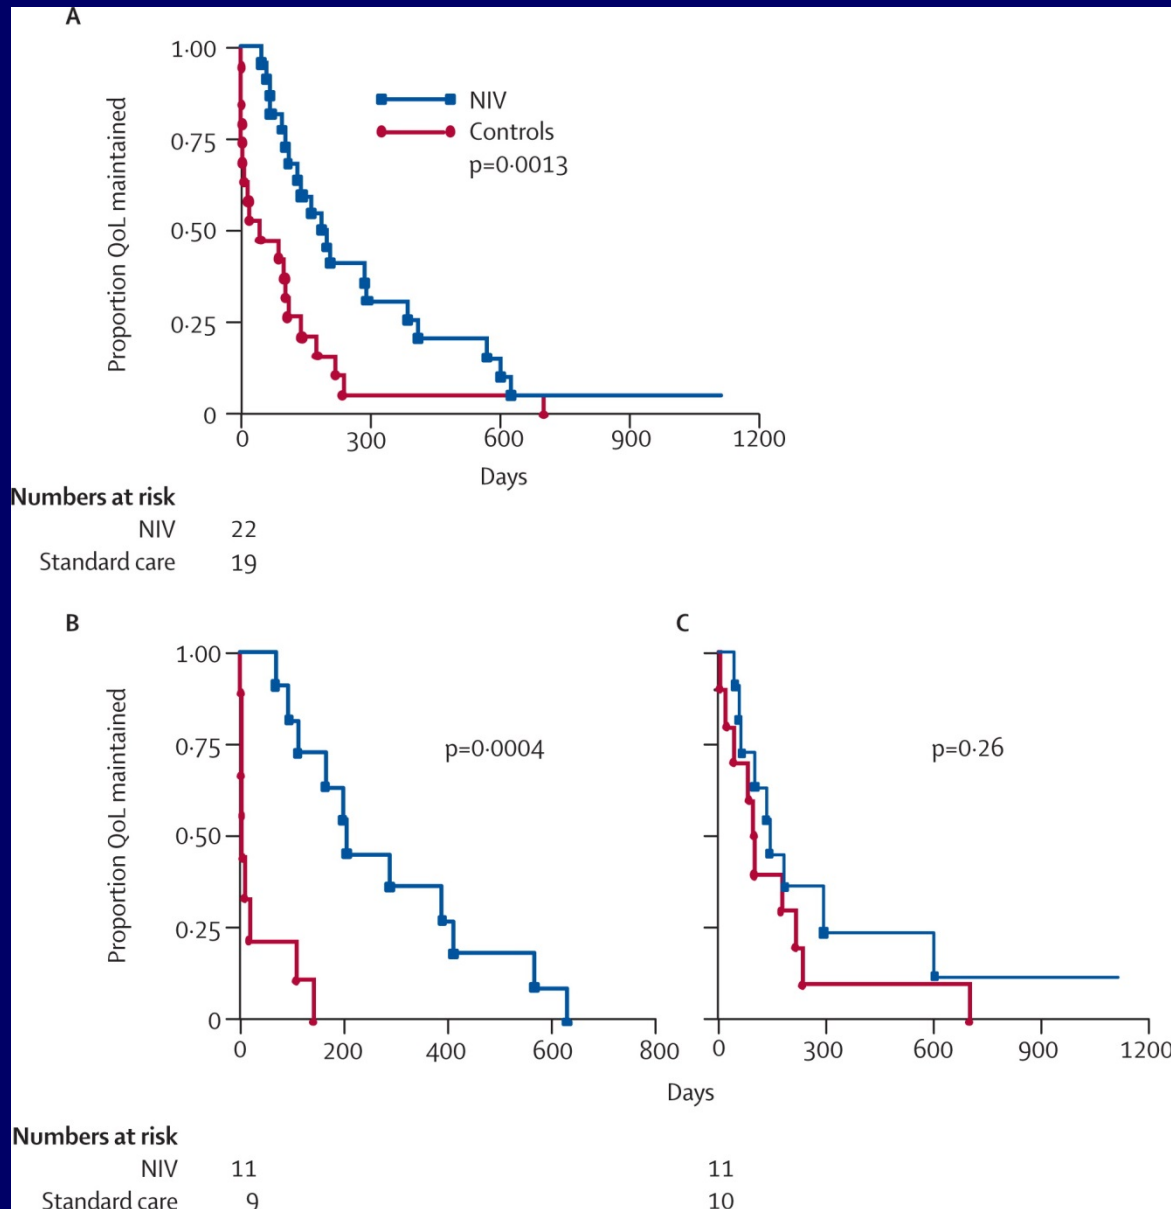 A
1·00
0·75
0·50
0·25
0
Proportion QoL maintained
NIV
Controls
p=0·0013
0 300 600 900 1200
Days
Numbers at risk
NIV 22
Standard care 19
B
1·00
0·75
0·50
0·25
0
Proportion QoL maintained
p=0·0004
0 200 400 600 800
C
p=0·26
0 300 600 900 1200
Days
Numbers at risk
NIV 11 11
Standard care 9 10